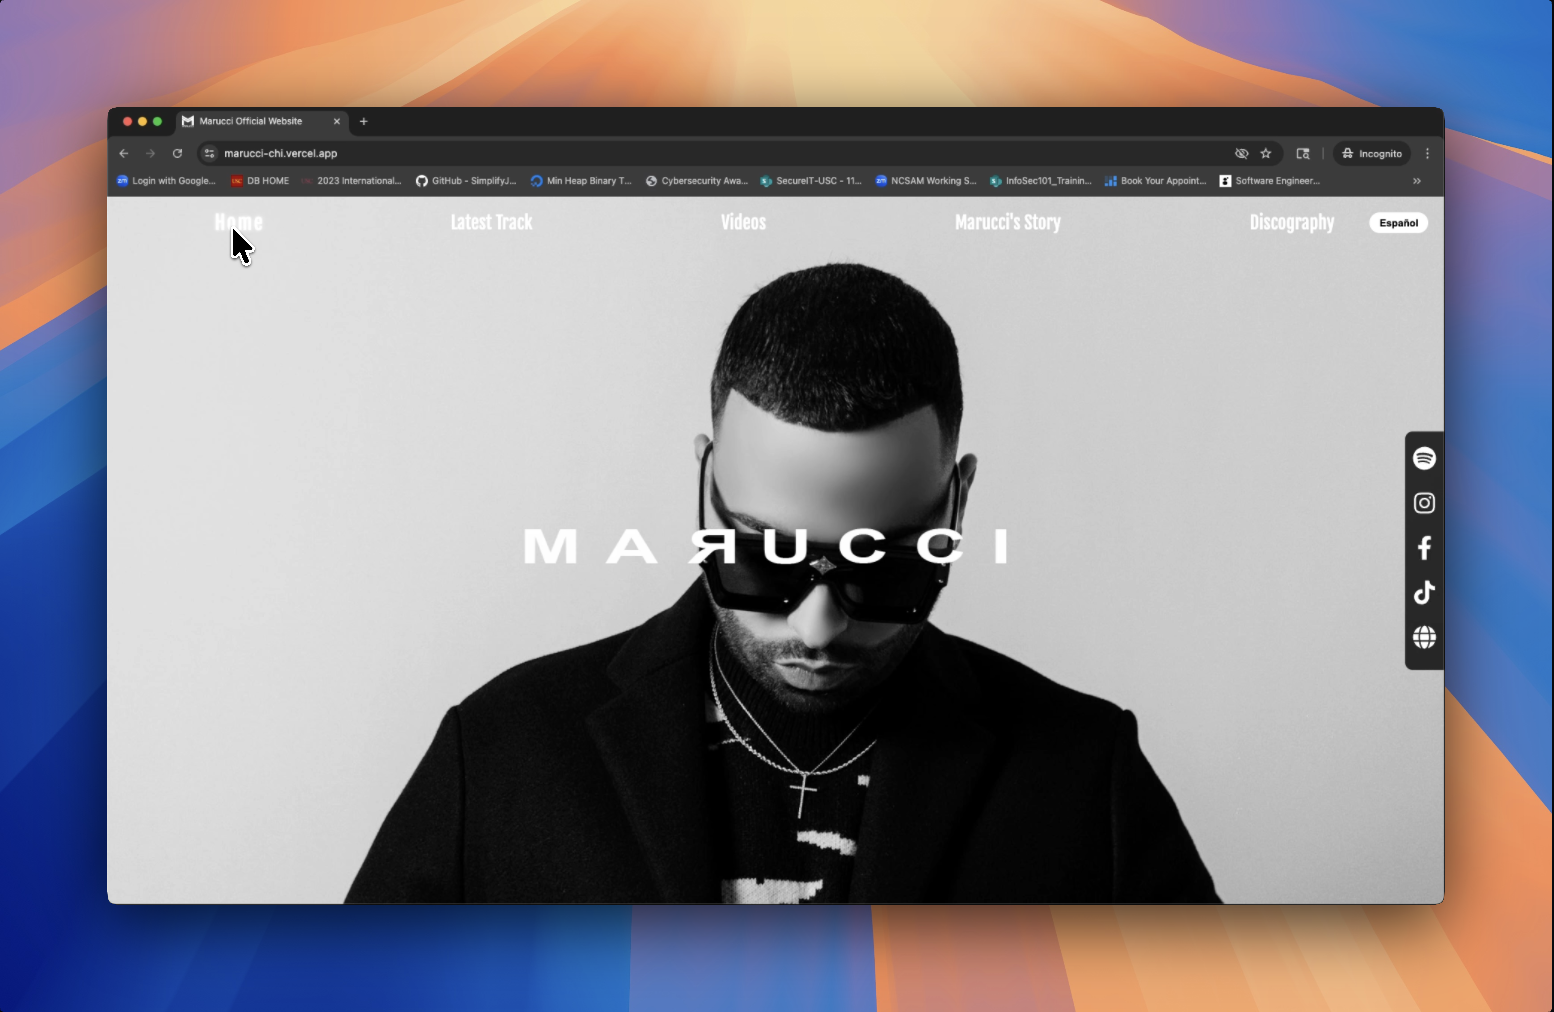 Marucci Official Website
marucci-chi.vercel.app
Incognito
Login with Google...
DB HOME
2023 International...
GitHub - SimplifyJ...
Min Heap Binary T...
Cybersecurity Awa...
SecureIT-USC - 11...
NCSAM Working S...
InfoSec101_Trainin...
Book Your Appoint...
Software Engineer...
Home
Latest Track
Videos
Marucci's Story
Discography
Español
MAЯUCCI